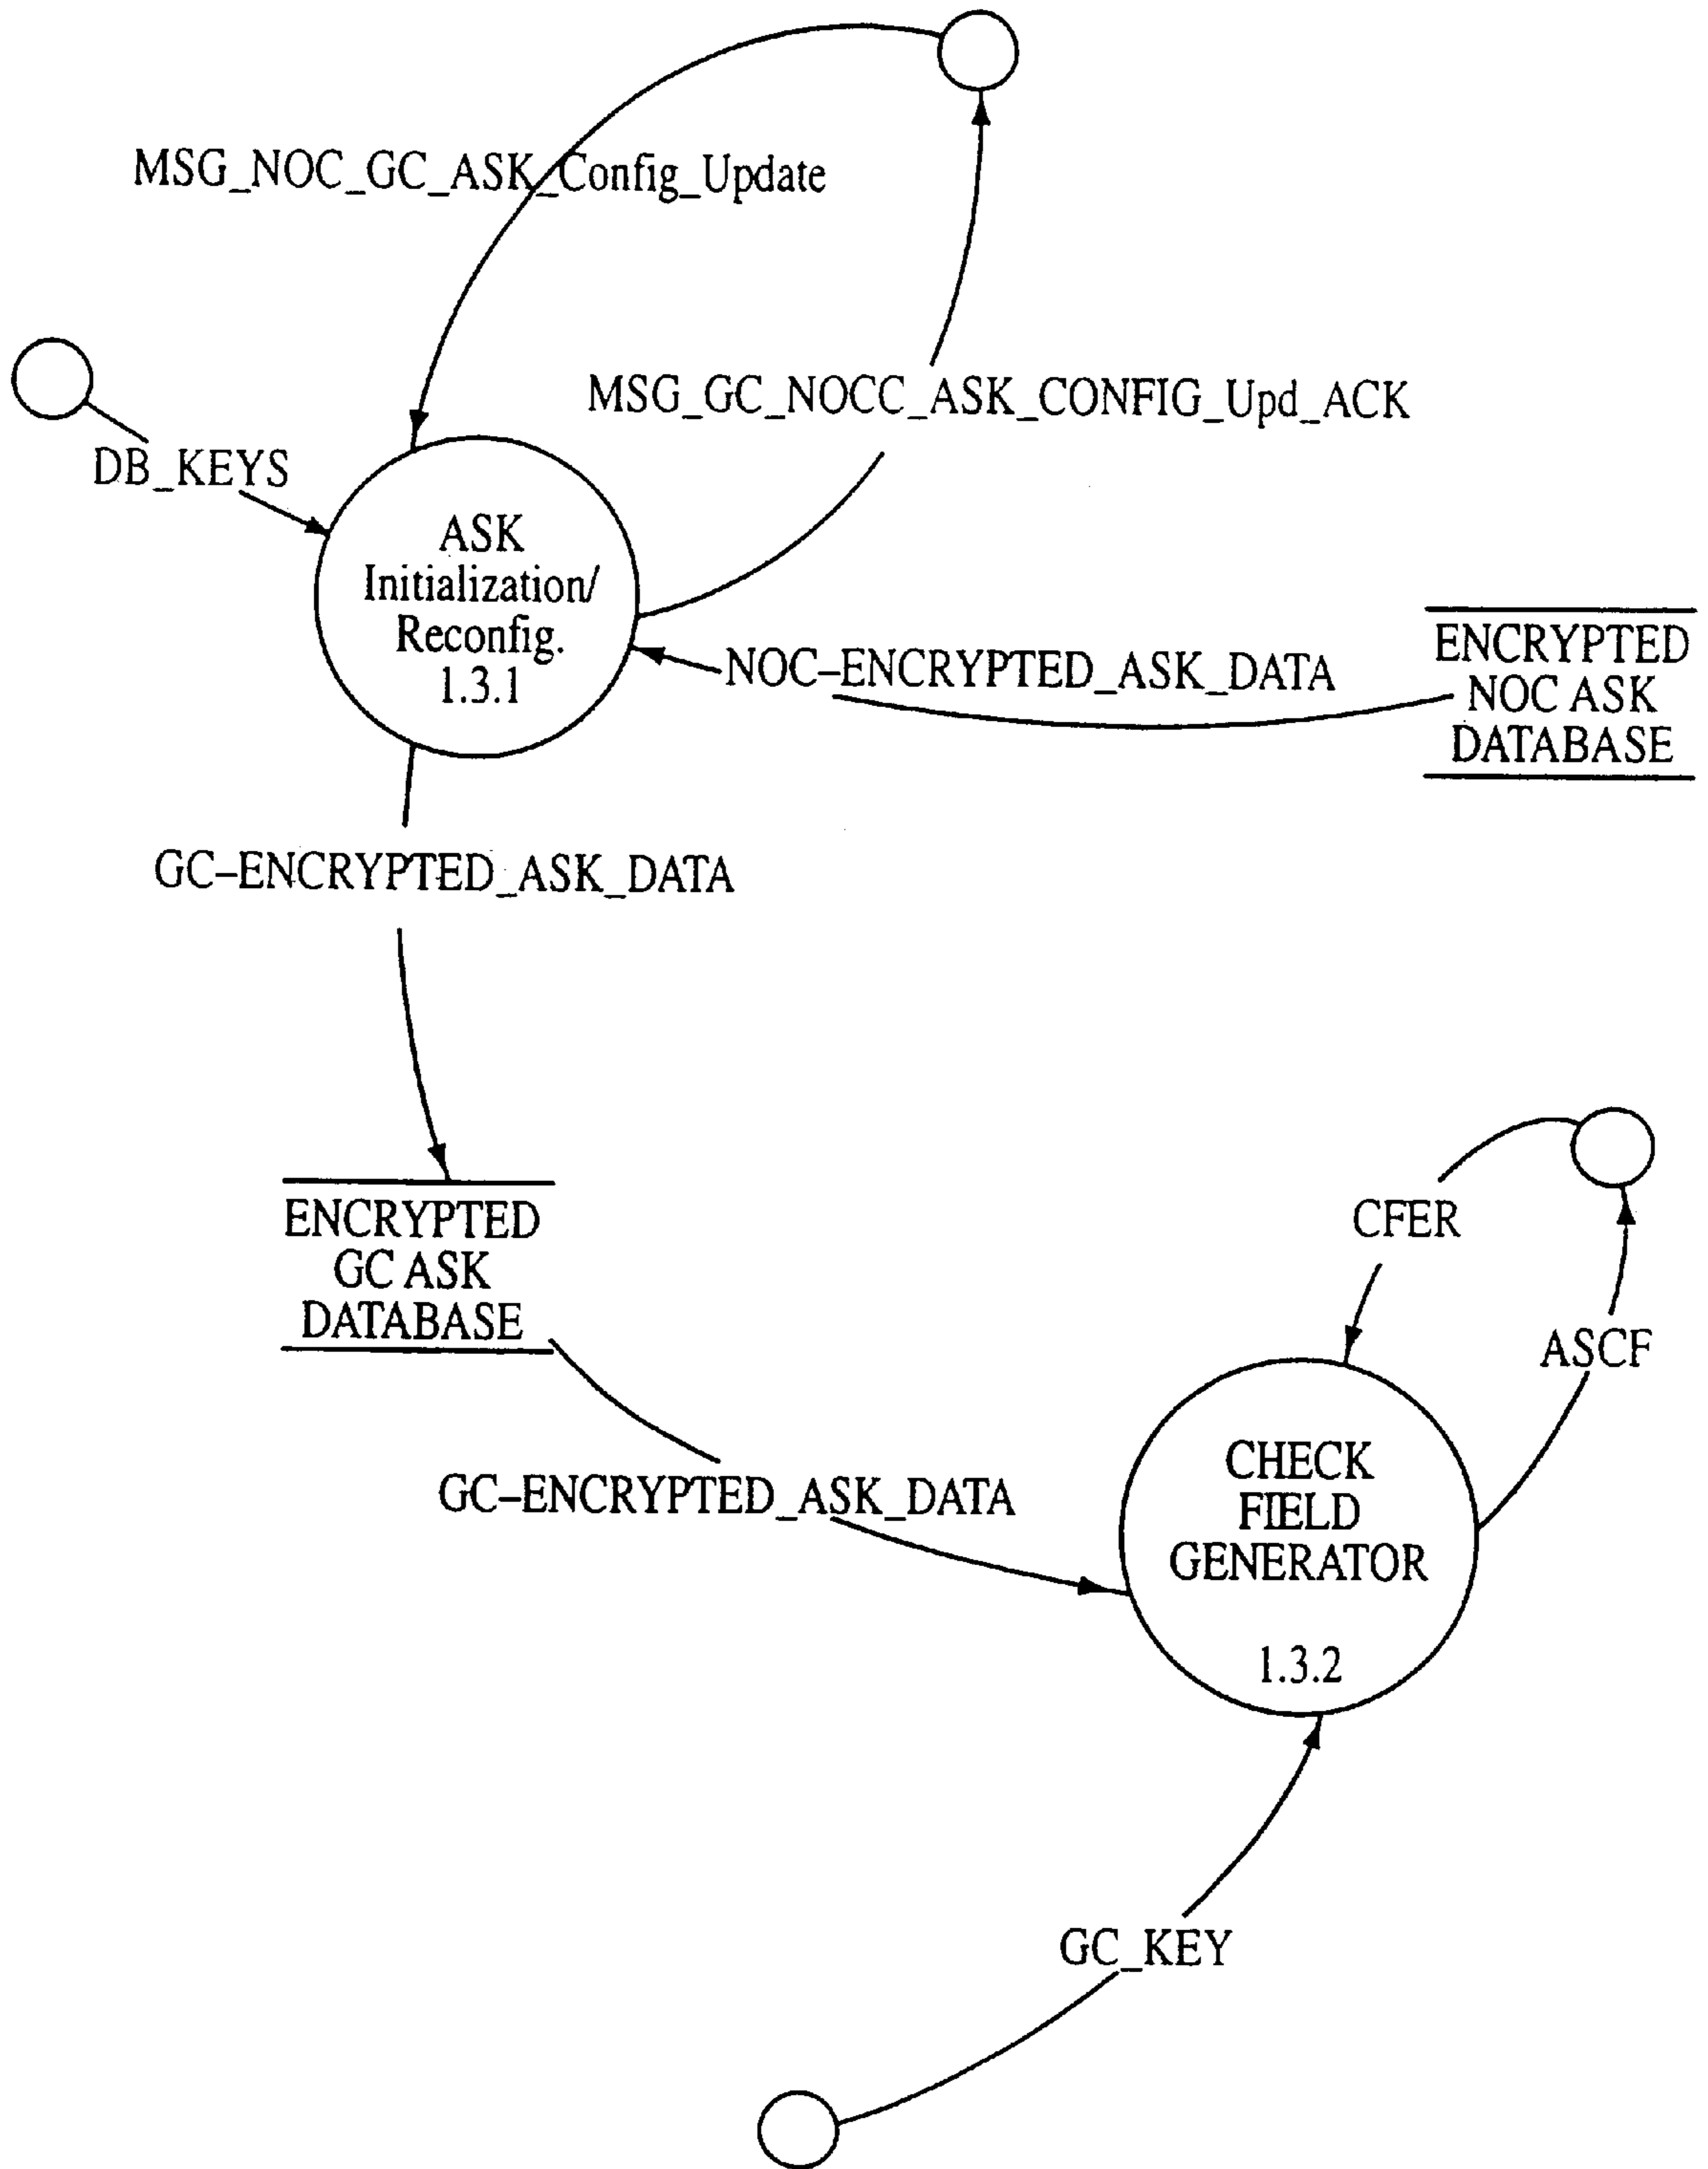 MSG_NOC_GC_ASK_Config_Update
MSG_GC_NOCC_ASK_CONFIG_Upd_ACK
DB_KEYS
ASK
Initialization/
Reconfig.
1.3.1
NOC–ENCRYPTED_ASK_DATA
ENCRYPTED
NOC ASK
DATABASE
GC–ENCRYPTED_ASK_DATA
ENCRYPTED
GC ASK
DATABASE
CFER
ASCF
GC–ENCRYPTED_ASK_DATA
CHECK
FIELD
GENERATOR
1.3.2
GC_KEY